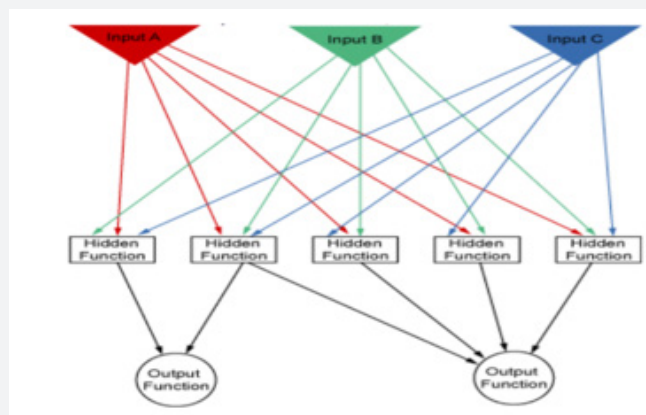 Input A
Input B
Input C
Hidden
Function
Hidden
Function
Hidden
Function
Hidden
Function
Hidden
Function
Output
Function
Output
Function